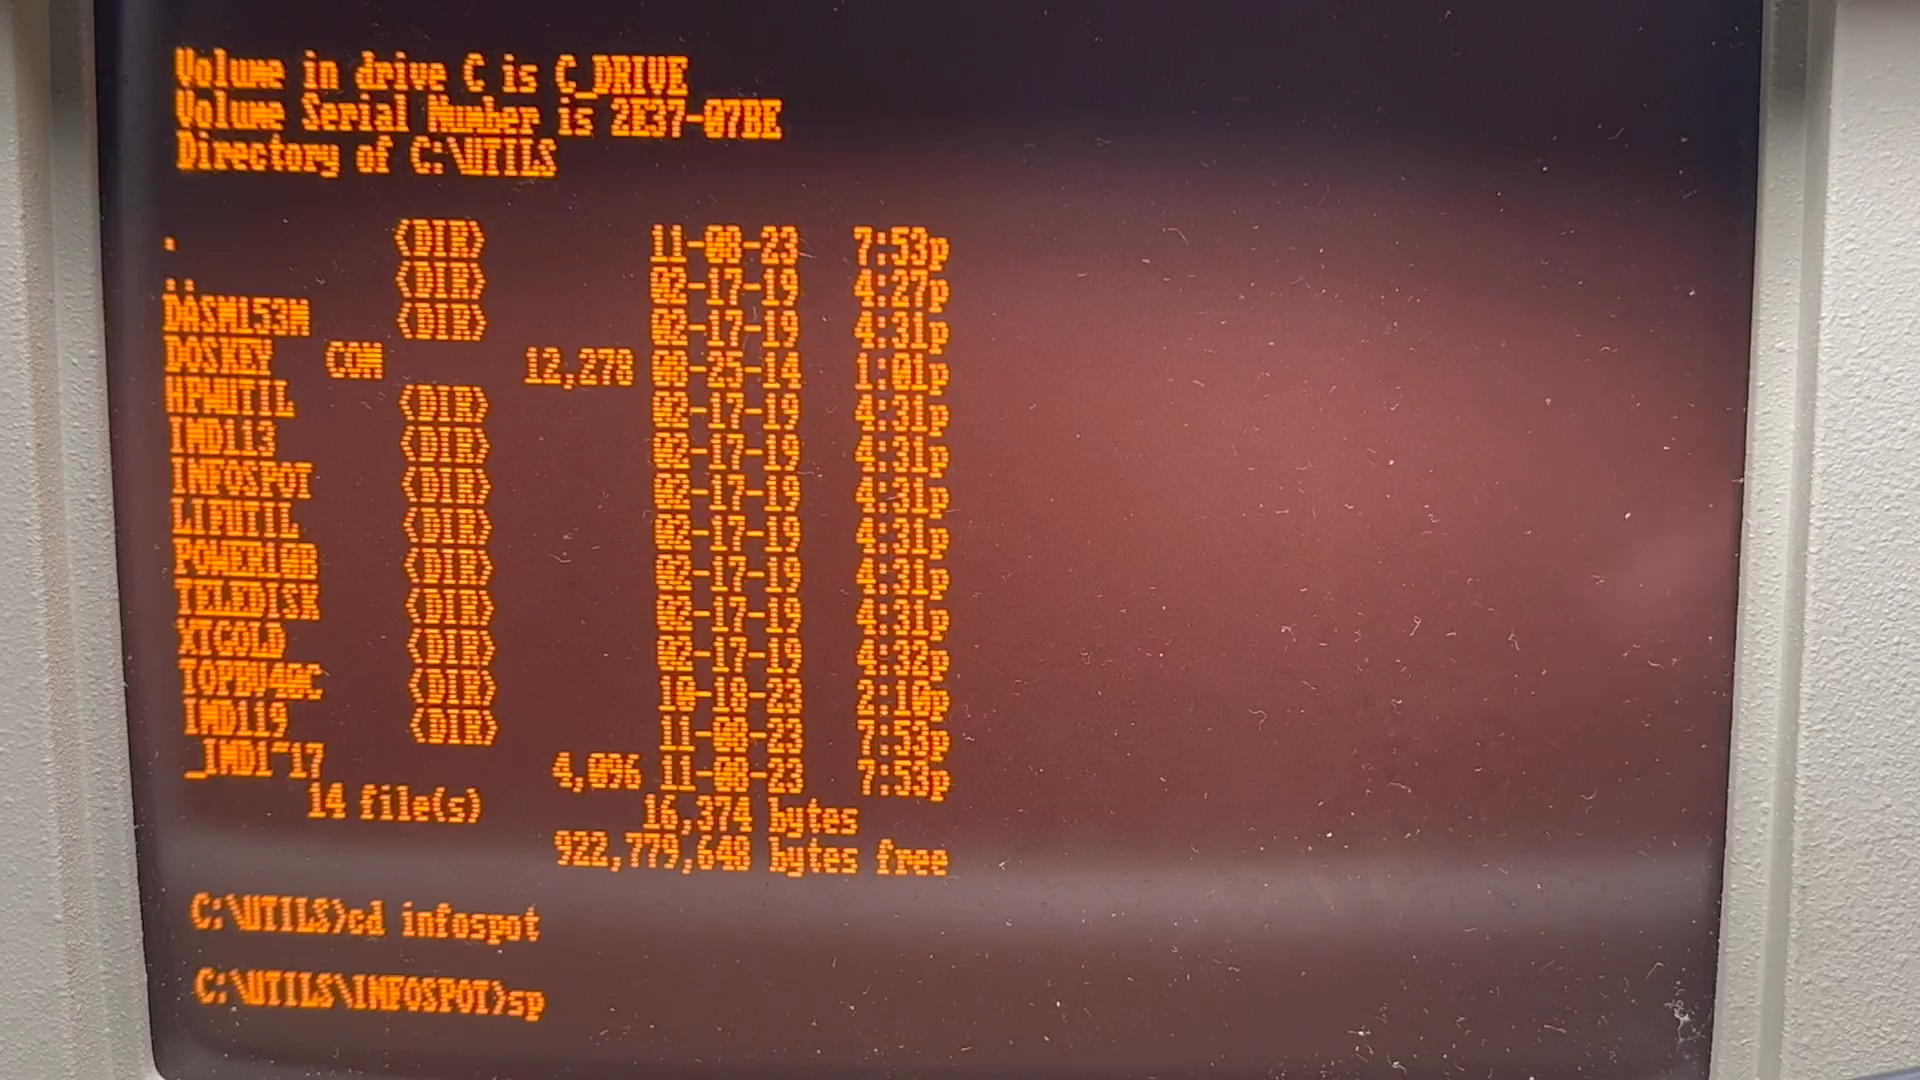 Volume in drive C is C_DRIVE
Volume Serial Number is 2E37-07BE
Directory of C:\UTILS
. <DIR> 11-08-23 7:53p
.. <DIR> 02-17-19 4:27p
DASM153M <DIR> 02-17-19 4:31p
DOSKEY COM 12,278 08-25-14 1:01p
HPWUTIL <DIR> 02-17-19 4:31p
IMD113 <DIR> 02-17-19 4:31p
INFOSPOT <DIR> 02-17-19 4:31p
LIFUTIL <DIR> 02-17-19 4:31p
POWER10B <DIR> 02-17-19 4:31p
TELEDISK <DIR> 02-17-19 4:31p
XTGOLD <DIR> 02-17-19 4:32p
<DIR> 10-18-23 2:10p
IMD119 <DIR> 11-08-23 7:53p
_IMD1~17 4,096 11-08-23 7:53p
14 file(s) 16,374 bytes
922,779,648 bytes free
C:\UTILS>cd infospot
C:\UTILS\INFOSPOT>sp